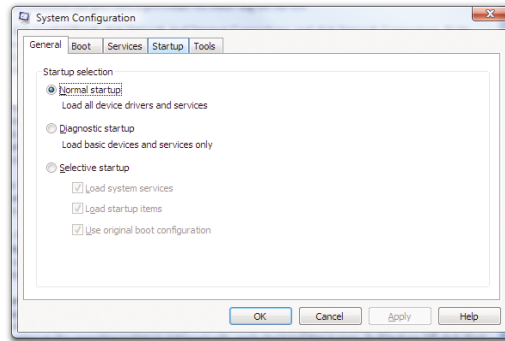 System Configuration
General Boot Services Startup Tools
Startup selection
Normal startup
Load all device drivers and services
Diagnostic startup
Load basic devices and services only
Selective startup
Load system services
Load startup items
Use original boot configuration
OK Cancel Apply Help